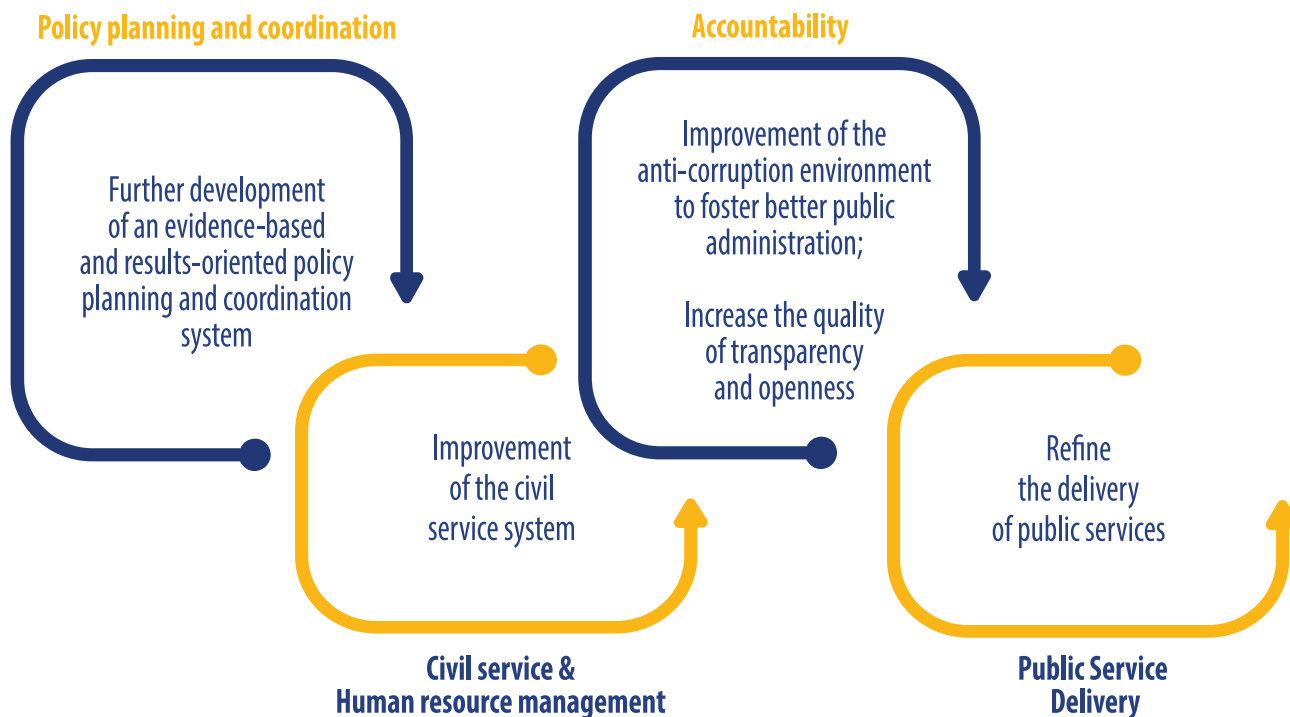 Policy planning and coordination
Further development
of an evidence-based
and results-oriented policy
planning and coordination
system
Improvement
of the civil
service system
Civil service &
Human resource management
Accountability
Improvement of the
anti-corruption environment
to foster better public
administration;
Increase the quality
of transparency
and openness
Refine
the delivery
of public services
Public Service
Delivery